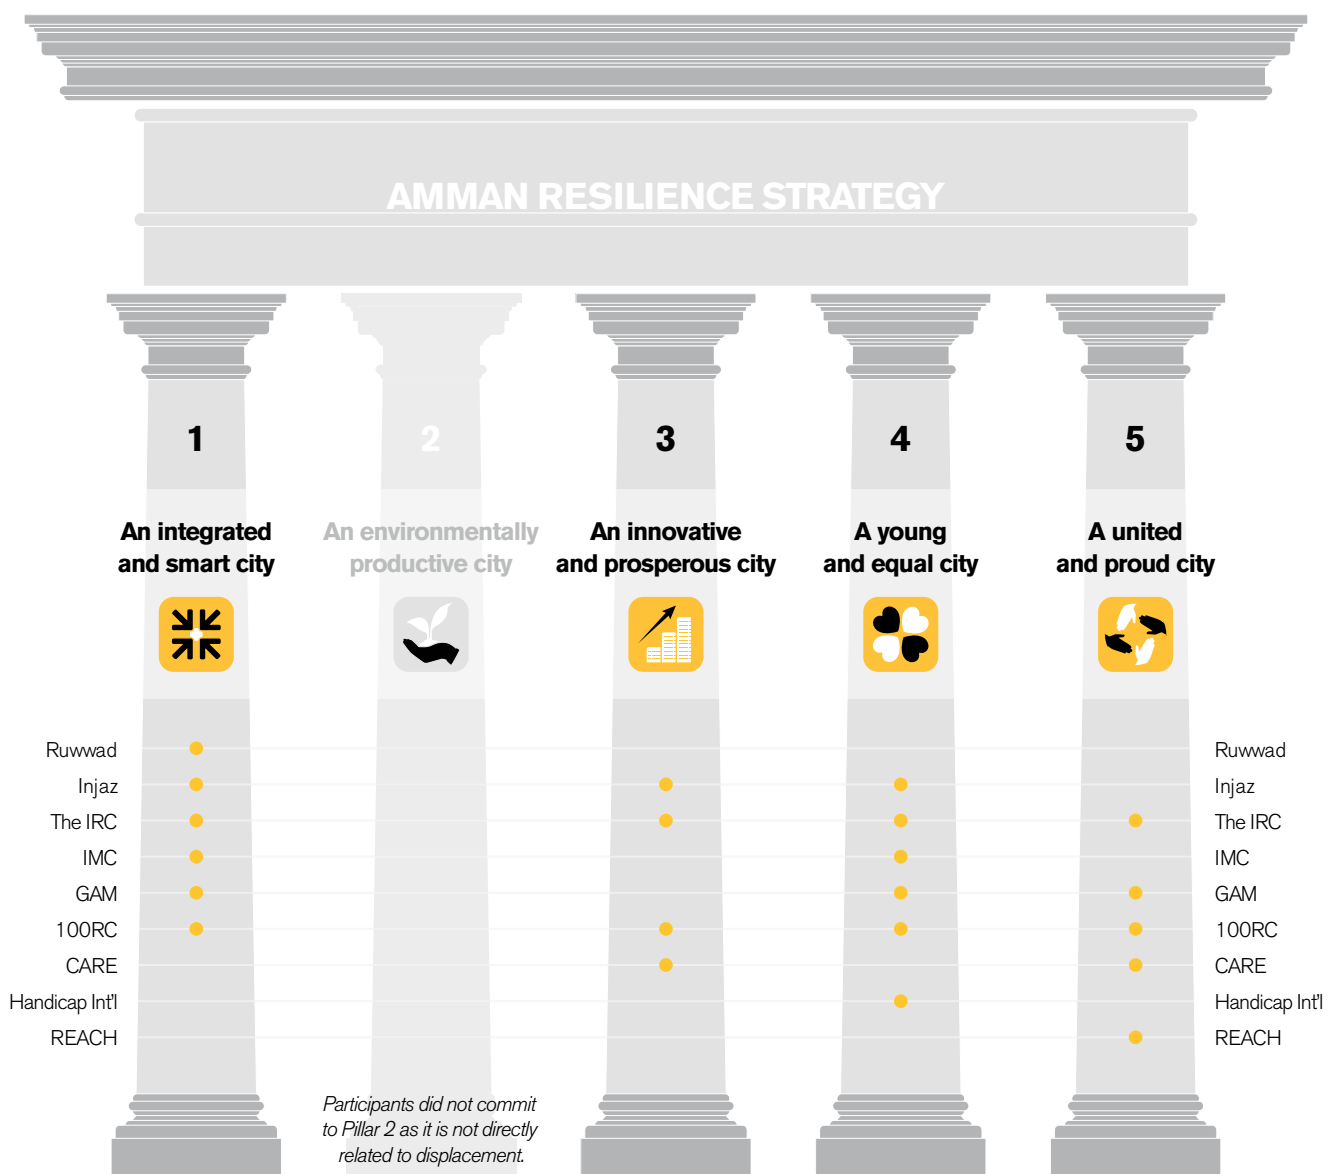 AMMAN RESILIENCE STRATEGY
1
2
3
4
5
An integrated
and smart city
An environmentally
productive city
An innovative
and prosperous city
A young
and equal city
A united
and proud city
Ruwwad
Ruwwad
Injaz
Injaz
The IRC
The IRC
IMC
IMC
GAM
GAM
100RC
100RC
CARE
CARE
Handicap Int'l
Handicap Int'l
REACH
REACH
Participants did not commit
to Pillar 2 as it is not directly
related to displacement.